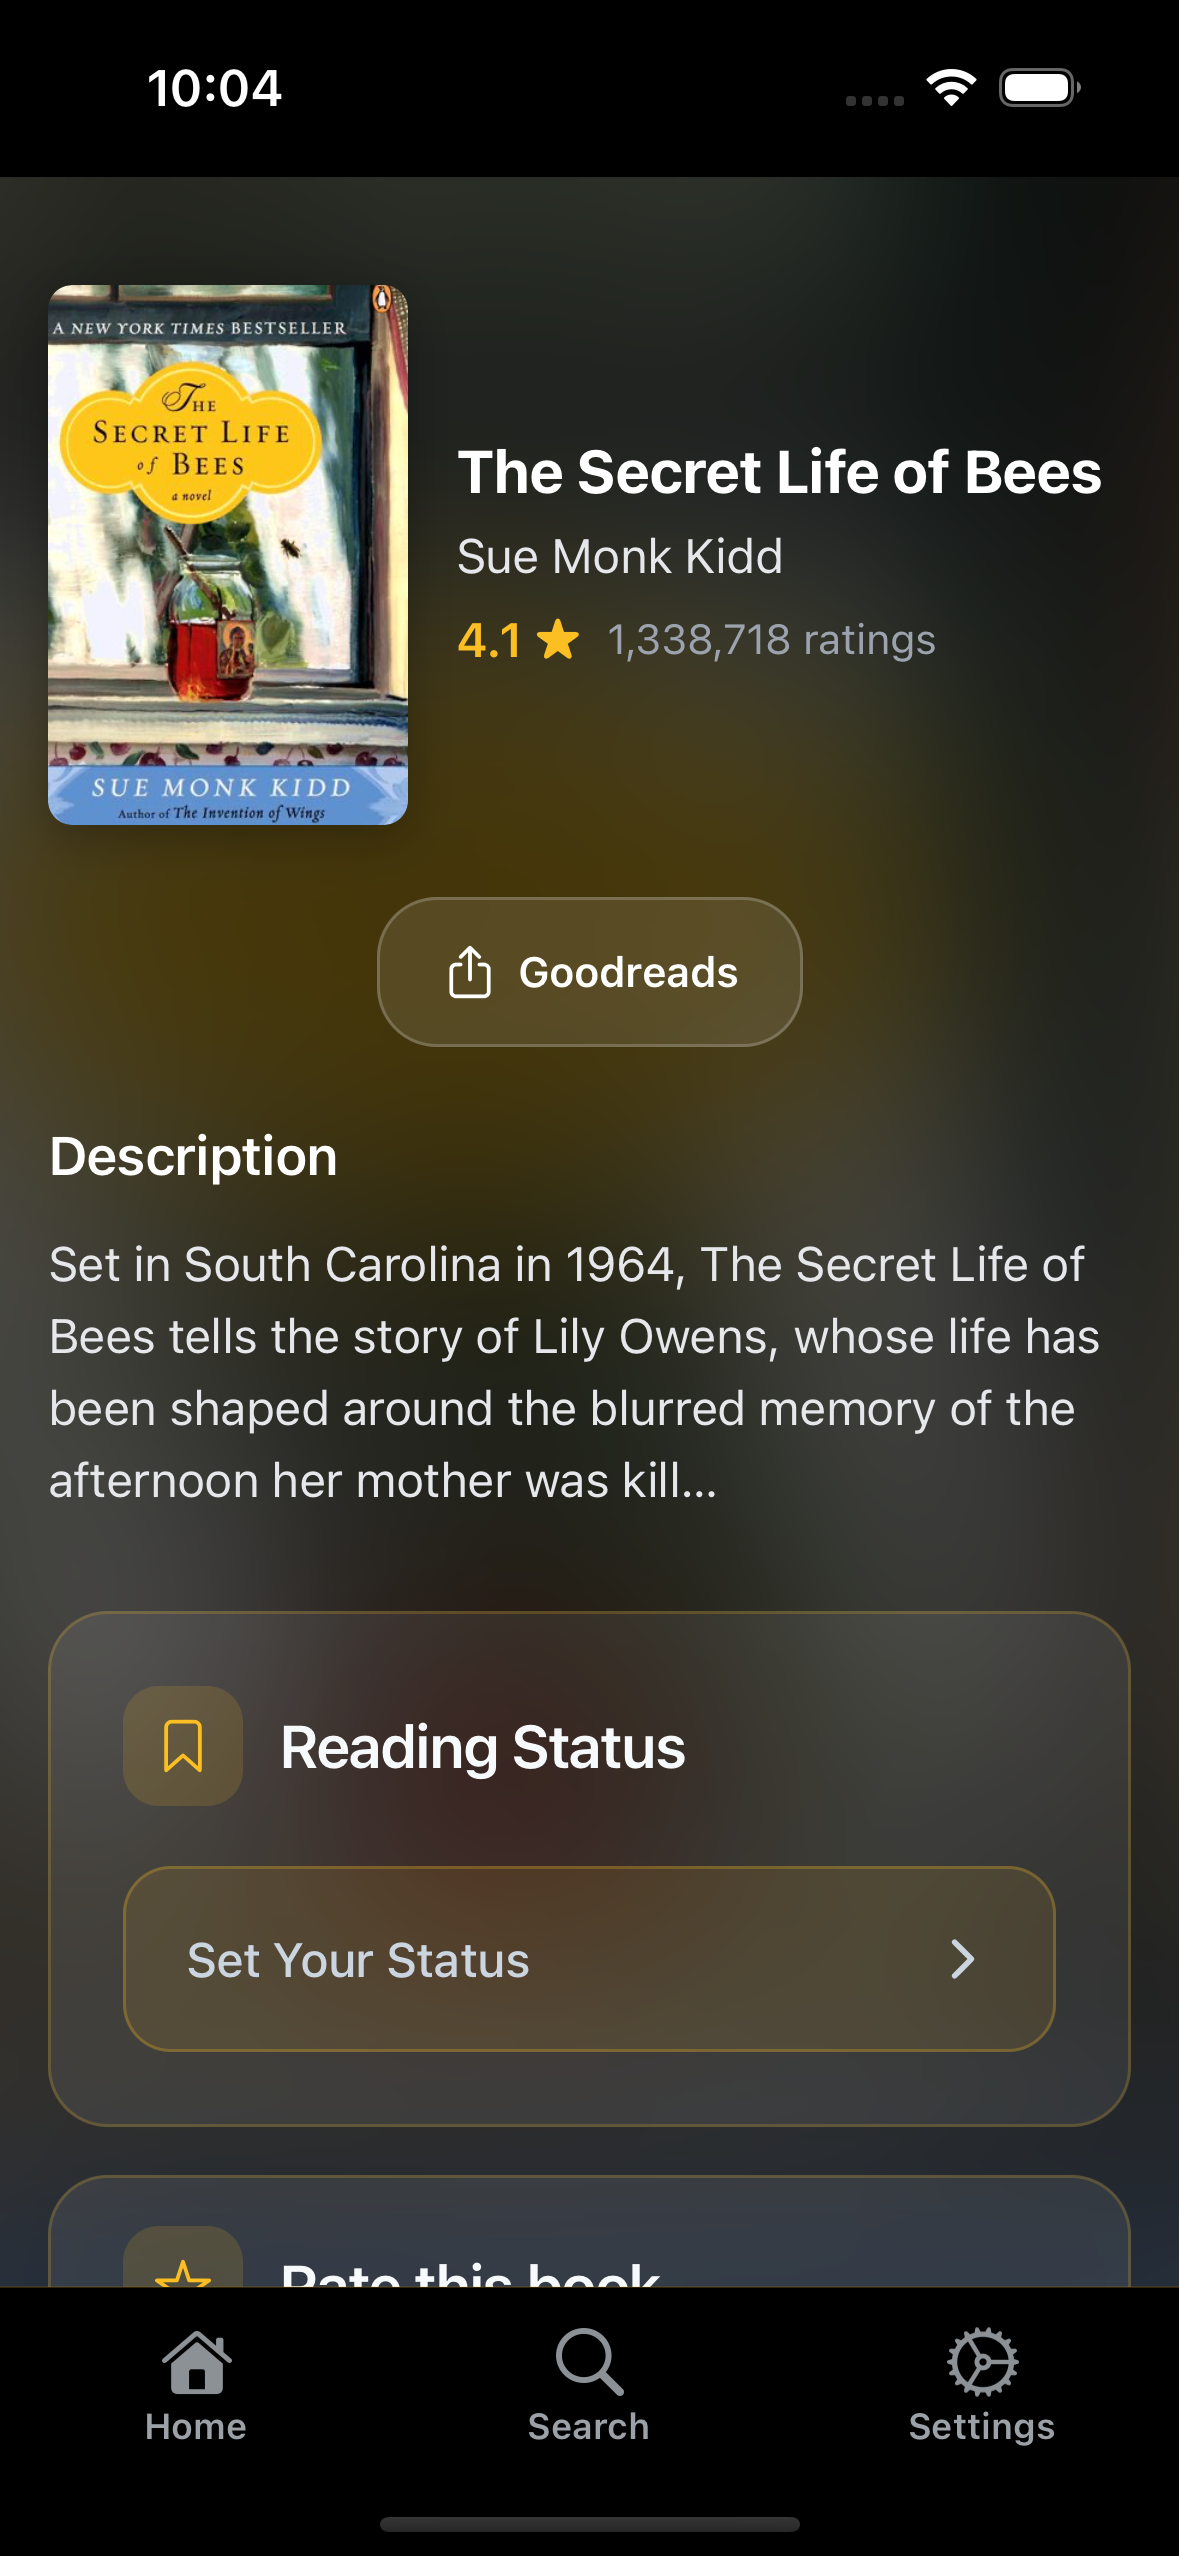 10:04
A NEW YORK TIMES BESTSELLER
THE
SECRET LIFE
of BEES
a novel
SUE MONK KIDD
Author of The Invention of Wings
The Secret Life of Bees
Sue Monk Kidd
4.1 ★ 1,338,718 ratings
Goodreads
Description
Set in South Carolina in 1964, The Secret Life of
Bees tells the story of Lily Owens, whose life has
been shaped around the blurred memory of the
afternoon her mother was kill...
Reading Status
Set Your Status
Rate this book
Home
Search
Settings